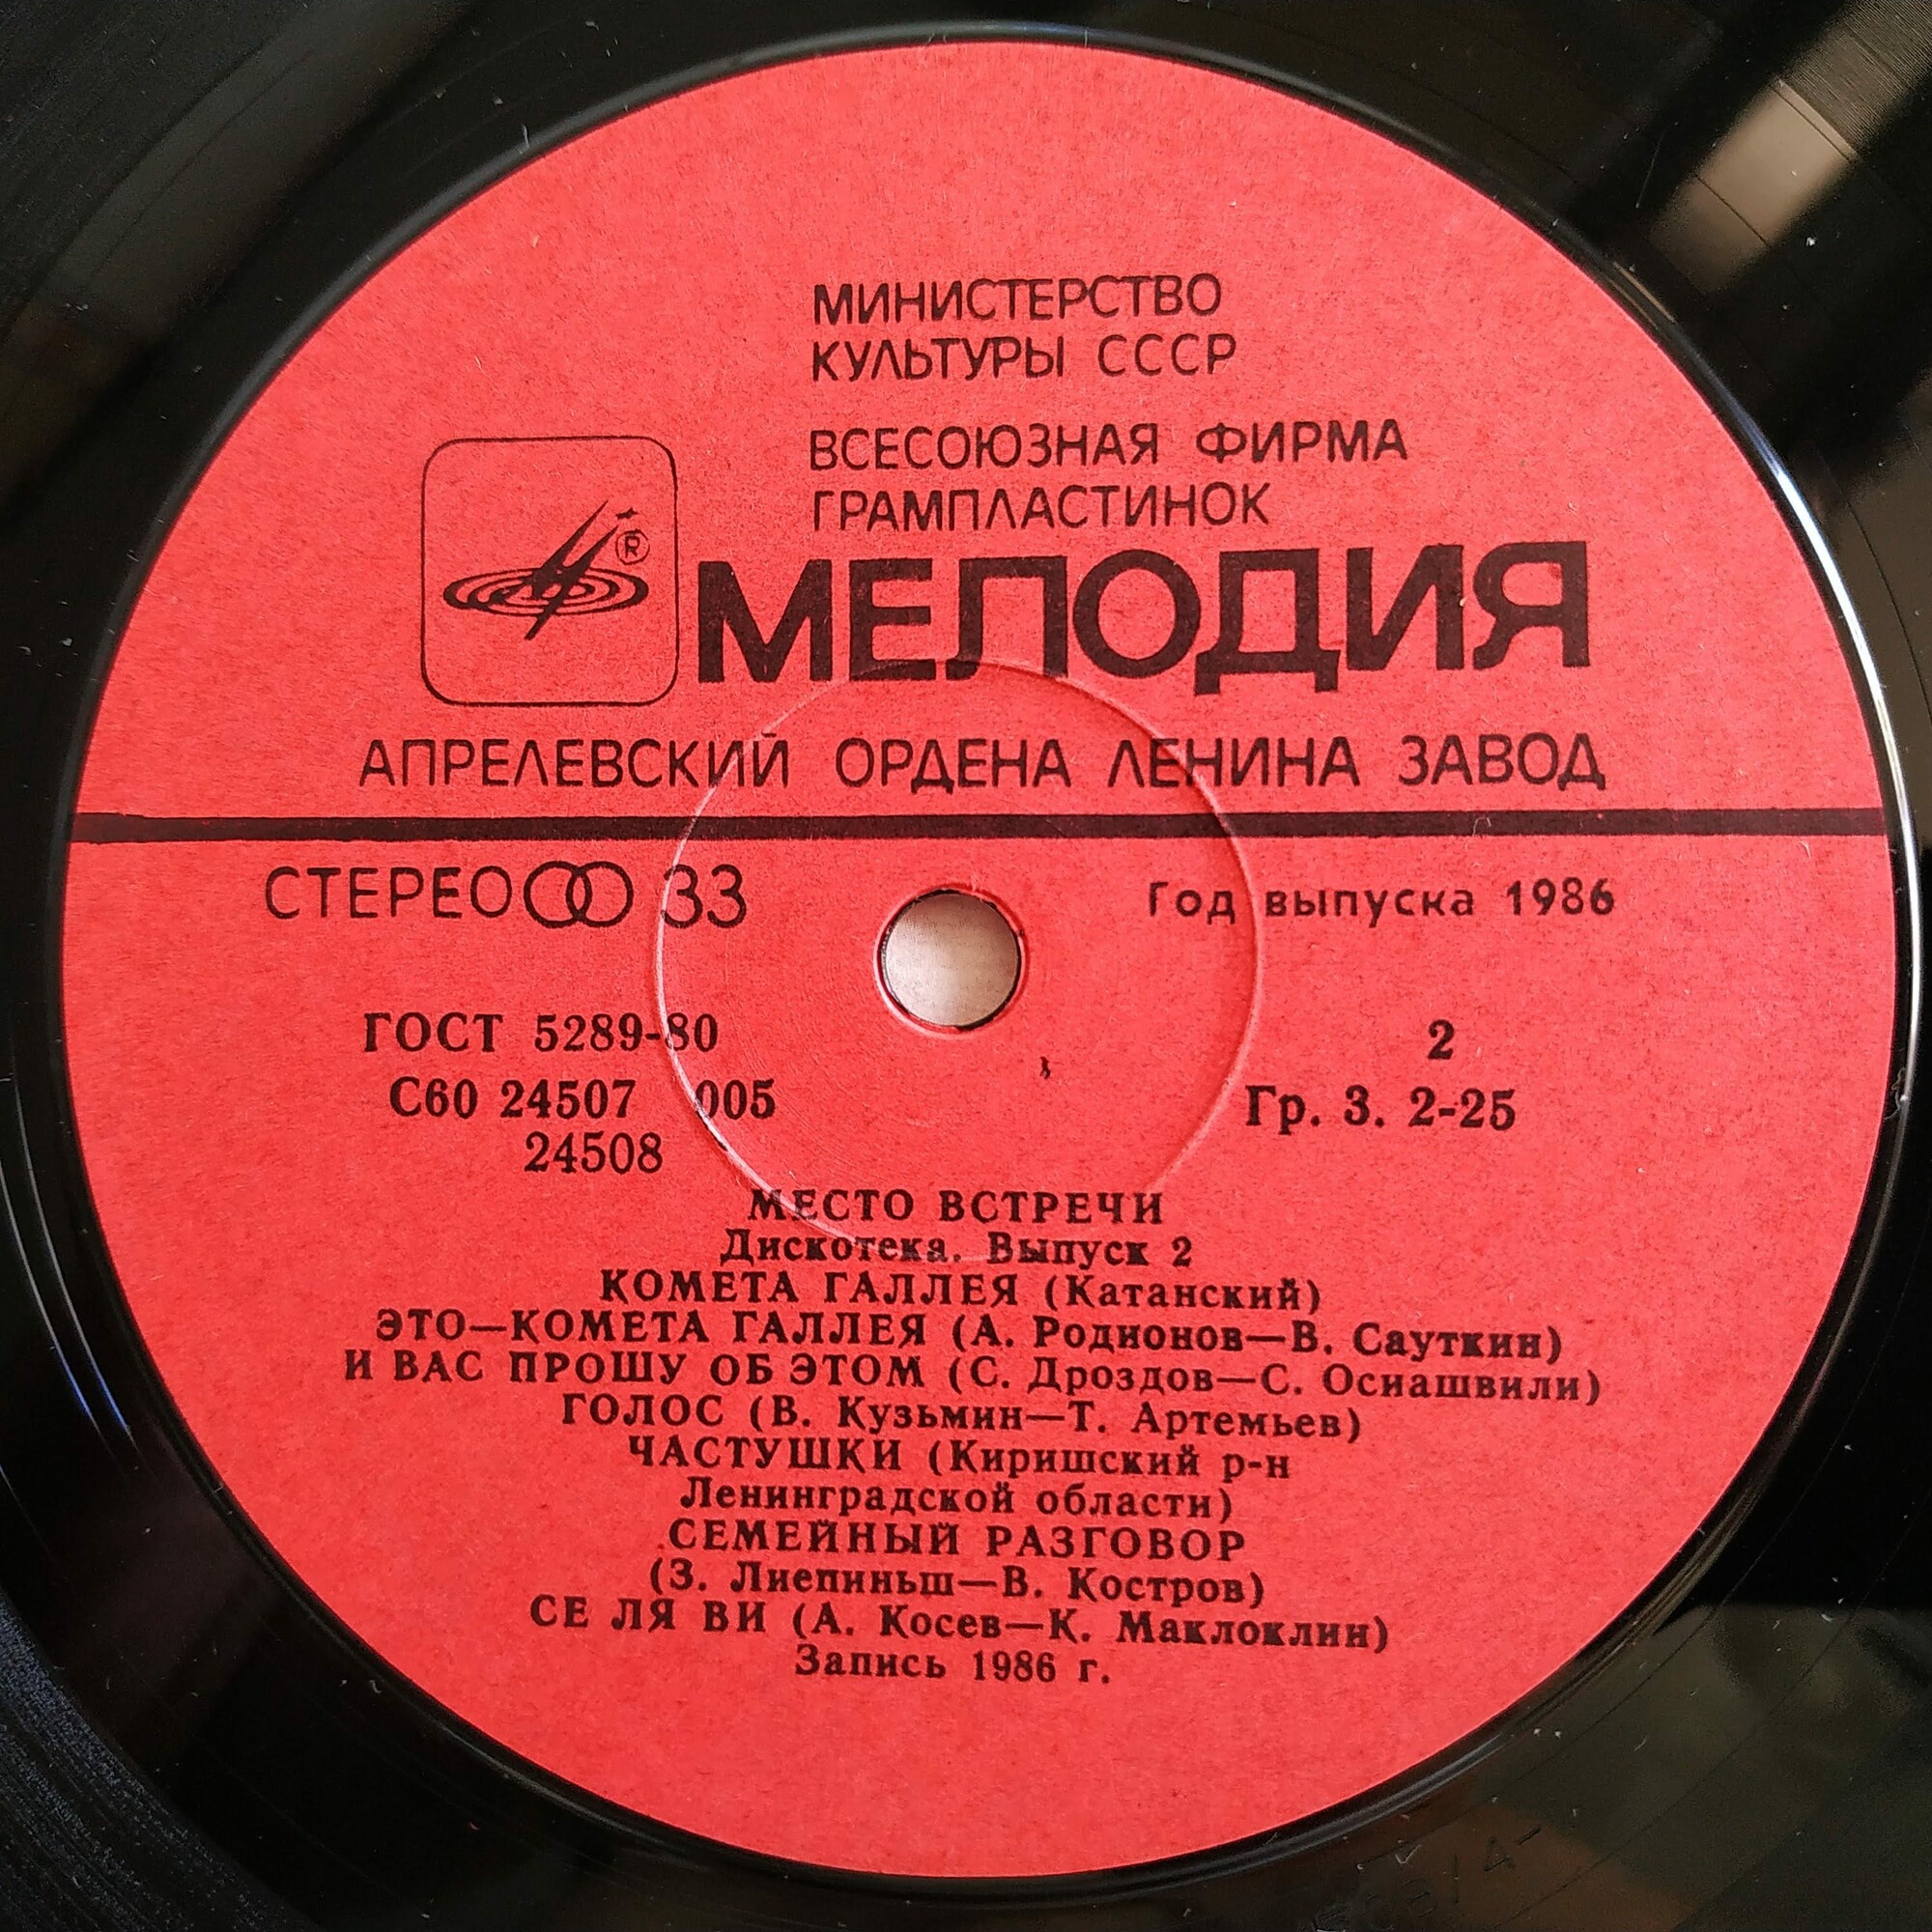 МИНИСТЕРСТВО
КУЛЬТУРЫ СССР
ВСЕСОЮЗНАЯ ФИРМА
ГРАМПЛАСТИНОК
®
МЕЛОДИЯ
АПРЕЛЕВСКИЙ ОРДЕНА ЛЕНИНА ЗАВОД
СТЕРЕО 33
Год выпуска 1986
ГОСТ 5289-80
2
С60 24507 005
Гр. 3. 2-25
24508
МЕСТО ВСТРЕЧИ
Дискотека. Выпуск 2
КОМЕТА ГАЛЛЕЯ (Катанский)
ЭТО—КОМЕТА ГАЛЛЕЯ (А. Родионов—В. Сауткин)
И ВАС ПРОШУ ОБ ЭТОМ (С. Дроздов—С. Осиашвили)
ГОЛОС (В. Кузьмин—Т. Артемьев)
ЧАСТУШКИ (Киришский р-н
Ленинградской области)
СЕМЕЙНЫЙ РАЗГОВОР
(З. Лиепиньш—В. Костров)
СЕ ЛЯ ВИ (А. Косев—К. Маклоклин)
Запись 1986 г.